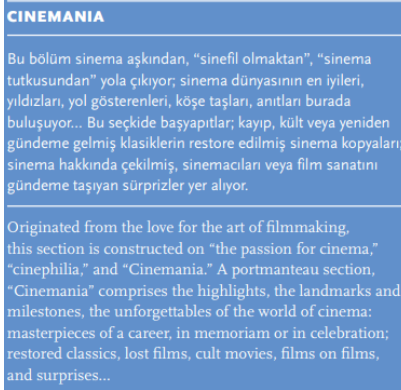 CINEMANIA
Bu bölüm sinema aşkından, “sinefil olmaktan”, “sinema
tutkusundan” yola çıkıyor; sinema dünyasının en iyileri,
yıldızları, yol gösterenleri, köşe taşları, anıtları burada
buluşuyor... Bu seçkide başyapıtlar; kayıp, kült veya yeniden
gündeme gelmiş klasiklerin restore edilmiş sinema kopyaları;
sinema hakkında çekilmiş, sinemacıları veya film sanatını
gündeme taşıyan sürprizler yer alıyor.
Originated from the love for the art of filmmaking,
this section is constructed on “the passion for cinema,”
“cinephilia,” and “Cinemania.” A portmanteau section,
“Cinemania” comprises the highlights, the landmarks and
milestones, the unforgettables of the world of cinema:
masterpieces of a career, in memoriam or in celebration;
restored classics, lost films, cult movies, films on films,
and surprises...